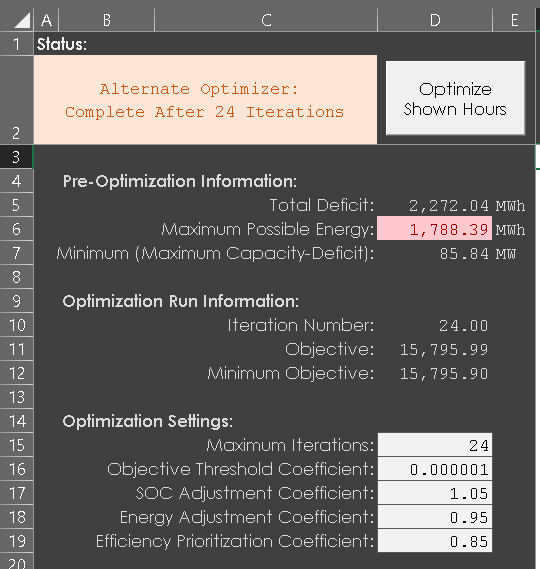 A B C D E
1 Status:
Alternate Optimizer:
Complete After 24 Iterations
Optimize
Shown Hours
2
3
4 Pre-Optimization Information:
5 Total Deficit: 2,272.04 MWh
6 Maximum Possible Energy: 1,788.39 MWh
7 Minimum (Maximum Capacity-Deficit): 85.84 MW
8
9 Optimization Run Information:
10 Iteration Number: 24.00
11 Objective: 15,795.99
12 Minimum Objective: 15,795.90
13
14 Optimization Settings:
15 Maximum Iterations: 24
16 Objective Threshold Coefficient: 0.000001
17 SOC Adjustment Coefficient: 1.05
18 Energy Adjustment Coefficient: 0.95
19 Efficiency Prioritization Coefficient: 0.85
20